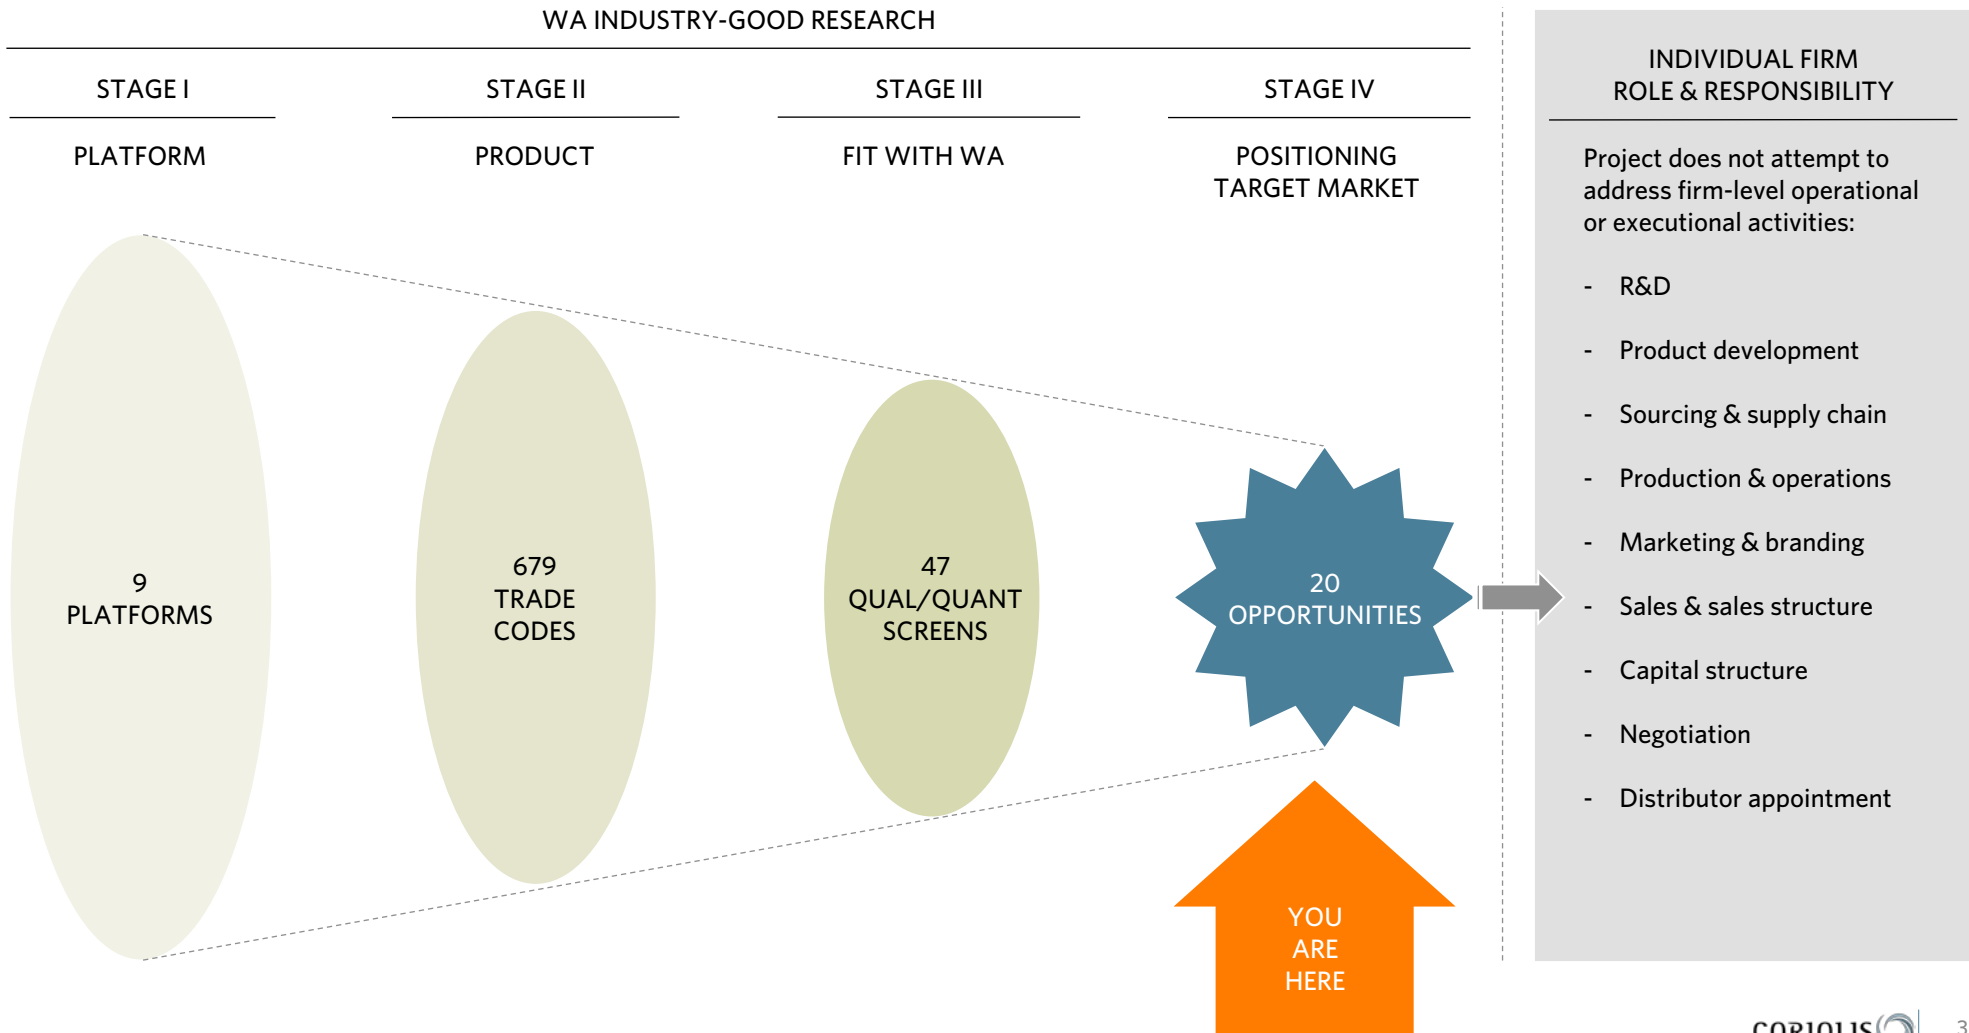 WA INDUSTRY-GOOD RESEARCH
STAGE I
PLATFORM
9
PLATFORMS
STAGE II
PRODUCT
679
TRADE
CODES
STAGE III
FIT WITH WA
47
QUAL/QUANT
SCREENS
STAGE IV
POSITIONING
TARGET MARKET
20
OPPORTUNITIES
YOU
ARE
HERE
INDIVIDUAL FIRM
ROLE & RESPONSIBILITY
Project does not attempt to
address firm-level operational
or executional activities:
- R&D
- Product development
- Sourcing & supply chain
- Production & operations
- Marketing & branding
- Sales & sales structure
- Capital structure
- Negotiation
- Distributor appointment
CORIOLIS
3